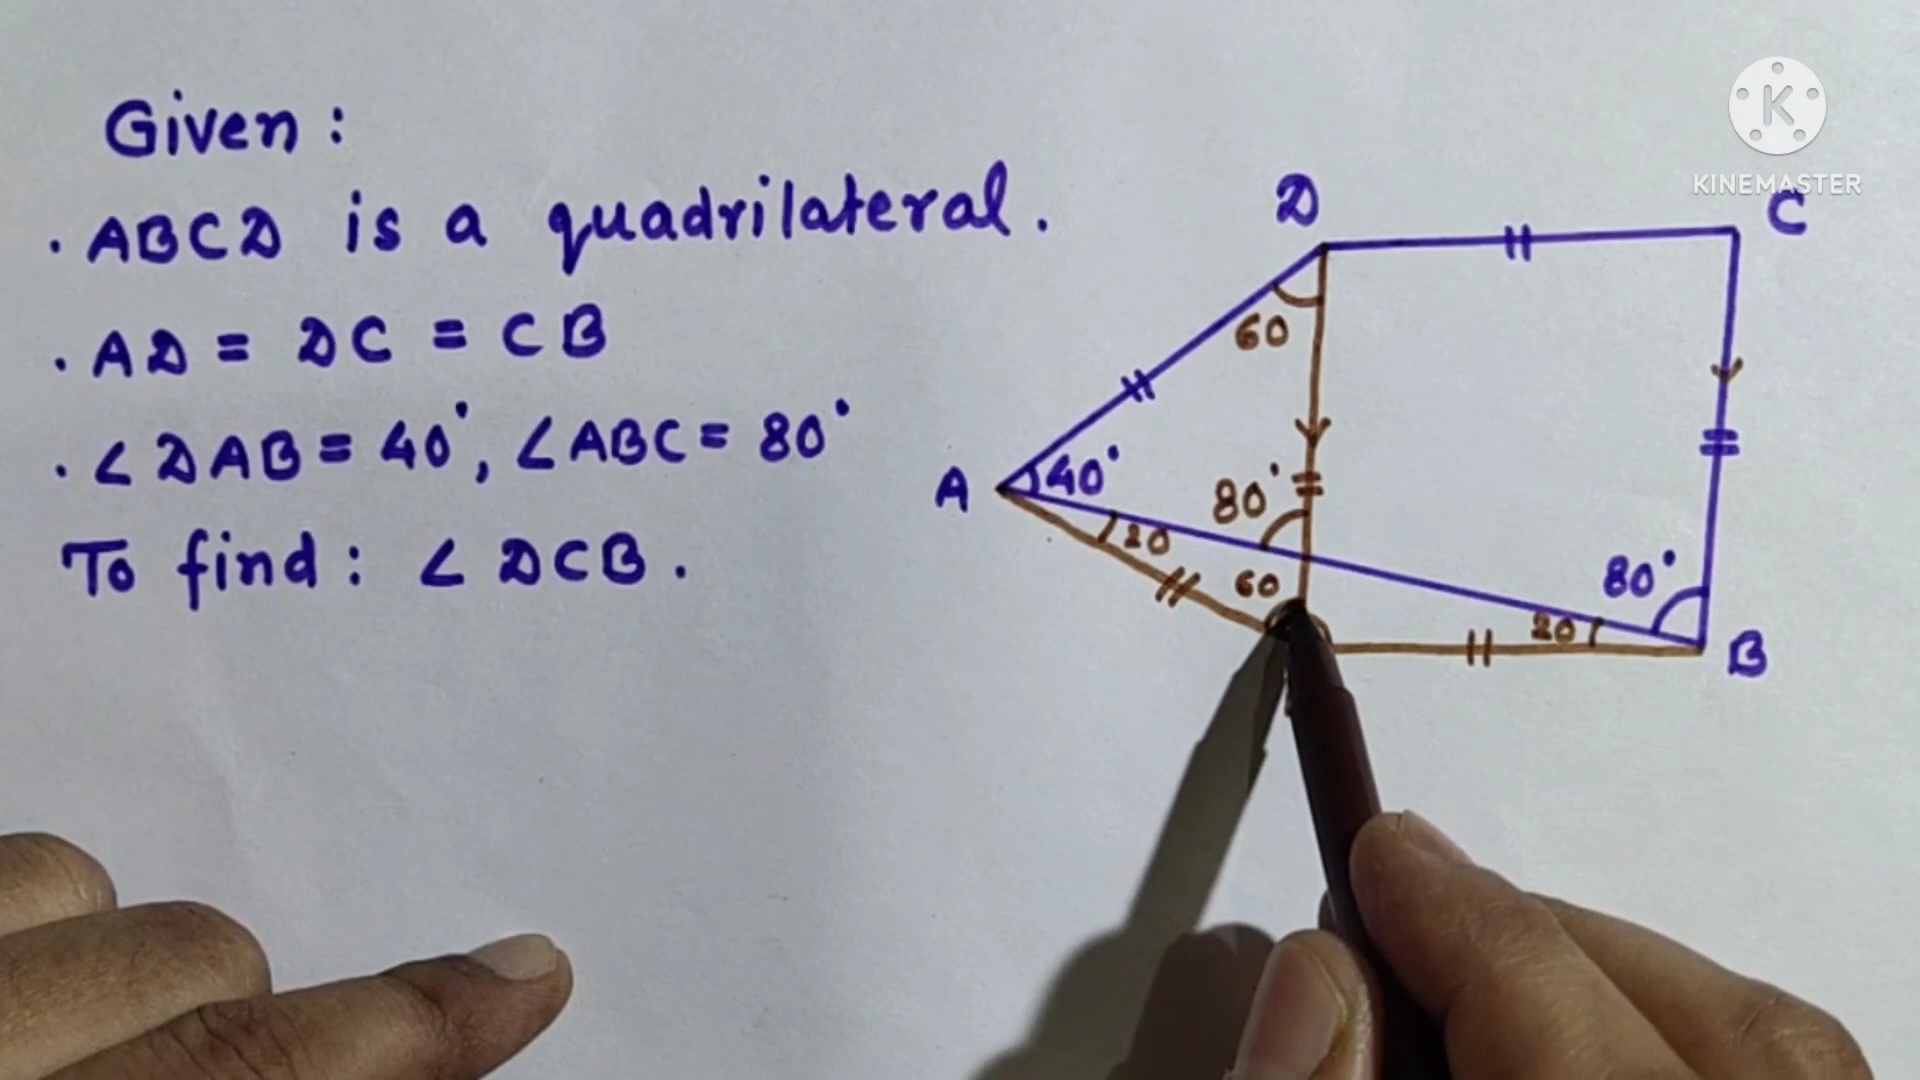 Given :
. ABCD is a quadrilateral .
. AD = DC = CB
. ∠DAB = 40°, ∠ABC = 80°
To find : ∠DCB .
K
KINEMASTER
D
C
60
A
40°
80°
20
60
80°
20
B